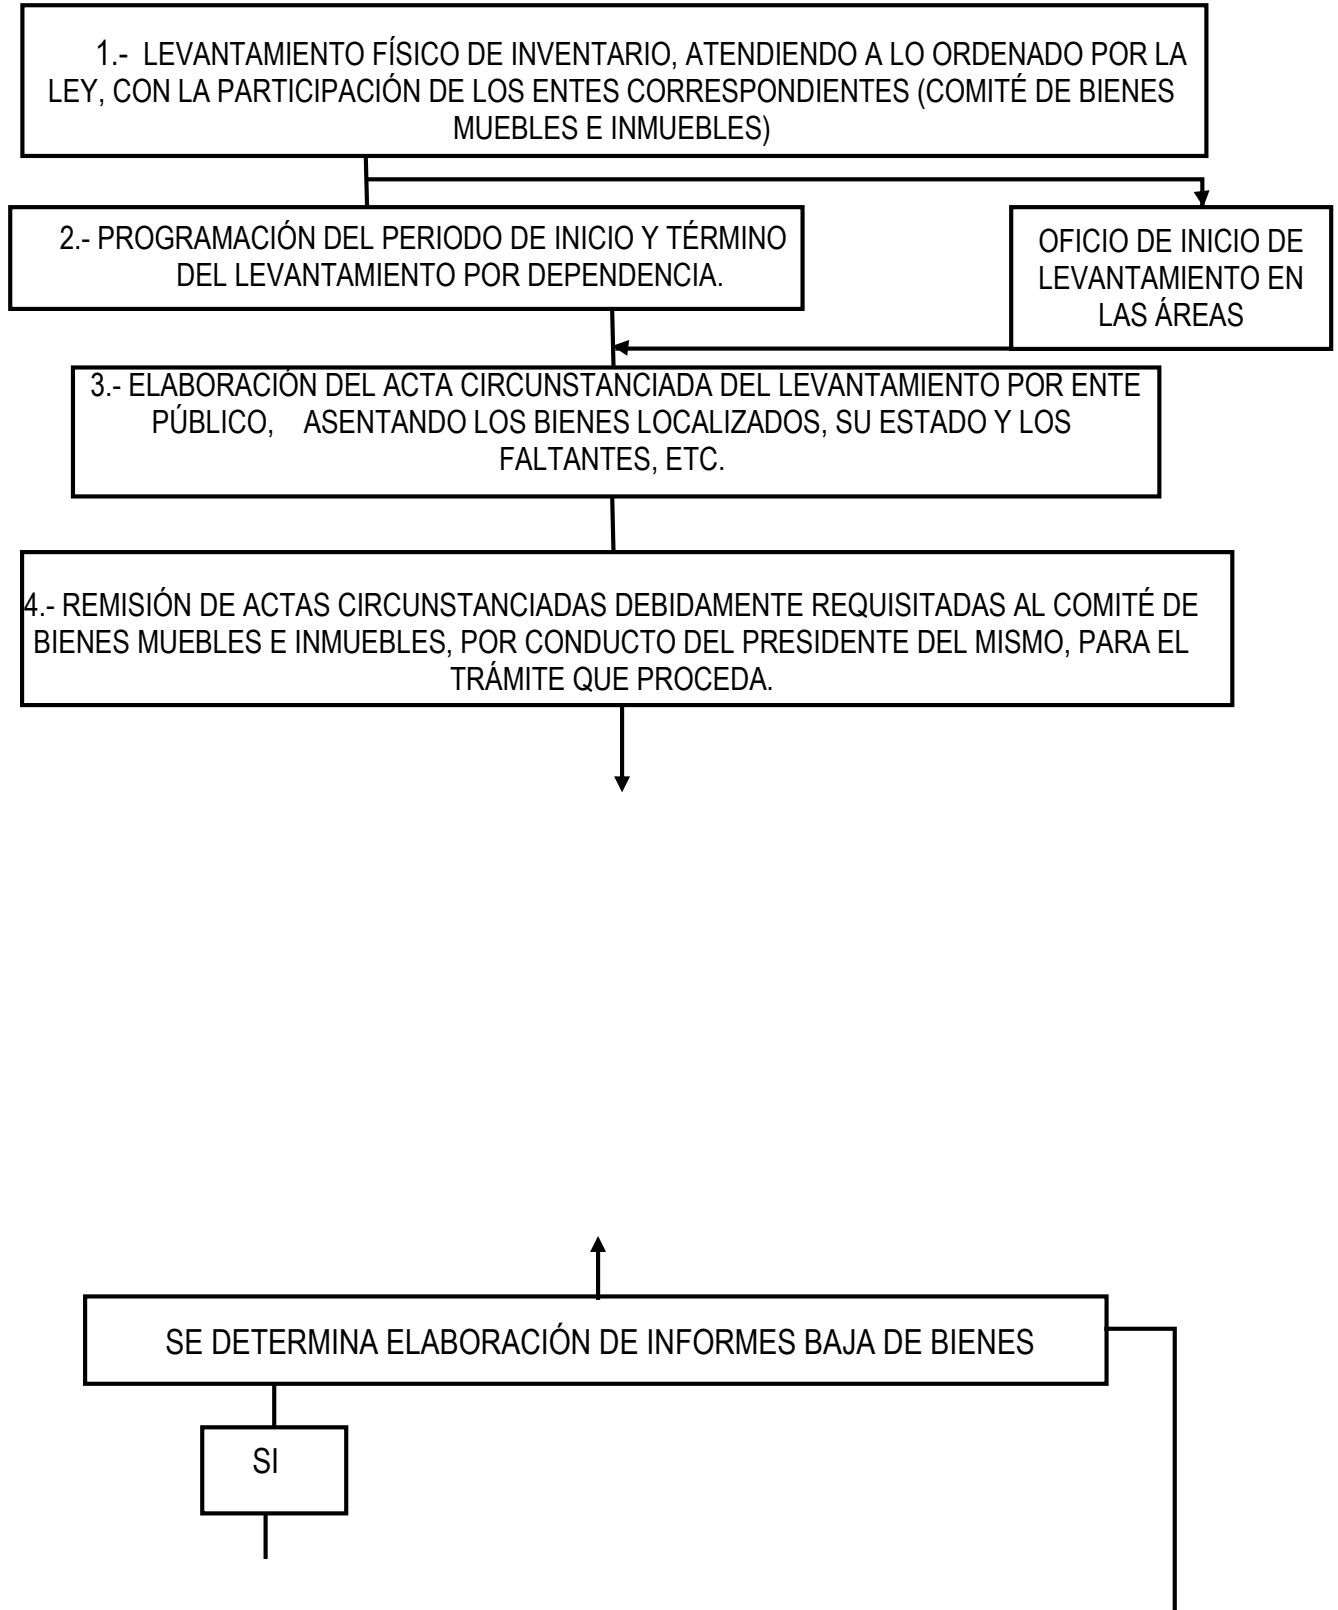 1.- LEVANTAMIENTO FÍSICO DE INVENTARIO, ATENDIENDO A LO ORDENADO POR LA
LEY, CON LA PARTICIPACIÓN DE LOS ENTES CORRESPONDIENTES (COMITÉ DE BIENES
MUEBLES E INMUEBLES)
2.- PROGRAMACIÓN DEL PERIODO DE INICIO Y TÉRMINO
DEL LEVANTAMIENTO POR DEPENDENCIA.
OFICIO DE INICIO DE
LEVANTAMIENTO EN
LAS ÁREAS
3.- ELABORACIÓN DEL ACTA CIRCUNSTANCIADA DEL LEVANTAMIENTO POR ENTE
PÚBLICO, ASENTANDO LOS BIENES LOCALIZADOS, SU ESTADO Y LOS
FALTANTES, ETC.
4.- REMISIÓN DE ACTAS CIRCUNSTANCIADAS DEBIDAMENTE REQUISITADAS AL COMITÉ DE
BIENES MUEBLES E INMUEBLES, POR CONDUCTO DEL PRESIDENTE DEL MISMO, PARA EL
TRÁMITE QUE PROCEDA.
SE DETERMINA ELABORACIÓN DE INFORMES BAJA DE BIENES
SI